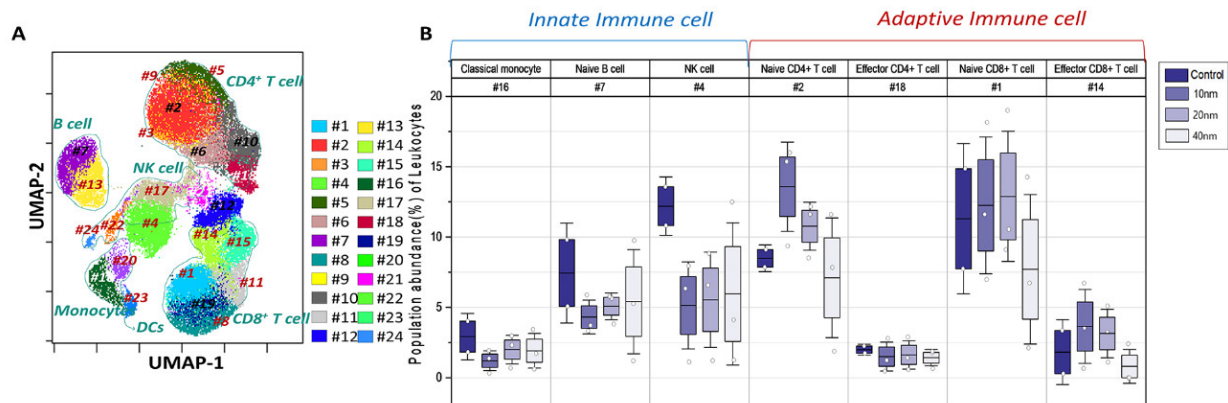 A
CD4⁺ T cell
#9
#5
#2
#3
#6
#10
#18
B cell
#7
#13
NK cell
#17
#4
#22
#24
#20
#23
Monocytes
DCs
#12
#14
#15
#11
#1
#19
#8
CD8⁺ T cell
UMAP-2
UMAP-1
#1 #13
#2 #14
#3 #15
#4 #16
#5 #17
#6 #18
#7 #19
#8 #20
#9 #21
#10 #22
#11 #23
#12 #24
B
Innate Immune cell Adaptive Immune cell
Classical monocyte Naive B cell NK cell Naive CD4+ T cell Effector CD4+ T cell Naive CD8+ T cell Effector CD8+ T cell
#16 #7 #4 #2 #18 #1 #14
Population abundance(%) of Leukocytes
20
15
10
5
0
Control
10nm
20nm
40nm